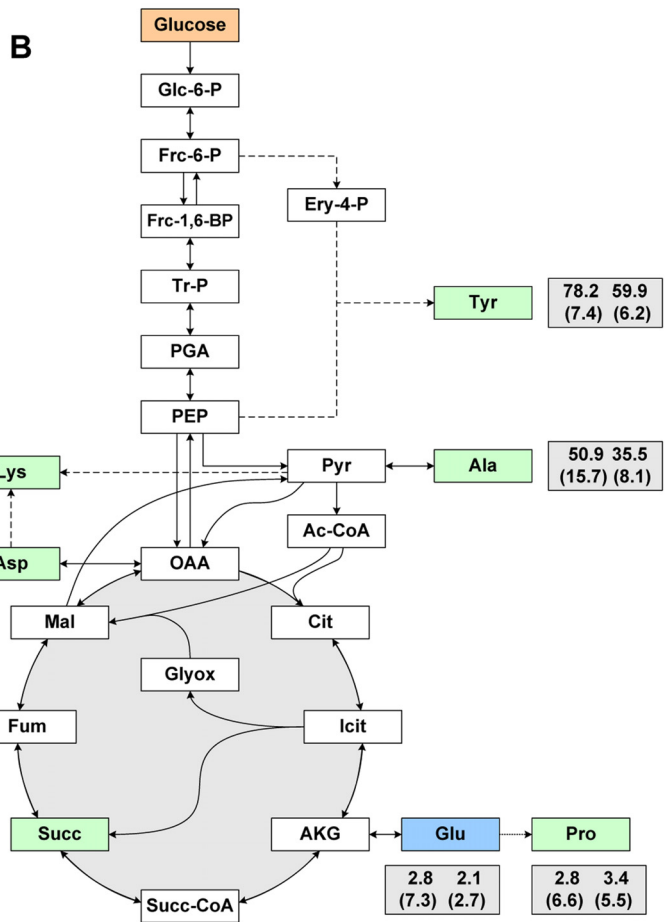 B
Glucose
Glc-6-P
Frc-6-P
Ery-4-P
Frc-1,6-BP
Tr-P
Tyr
78.2 59.9
(7.4) (6.2)
PGA
PEP
Lys
Pyr
Ala
50.9 35.5
(15.7) (8.1)
Ac-CoA
Asp
OAA
Mal
Cit
Glyox
Fum
Icit
Succ
AKG
Glu
Pro
2.8 2.1
(7.3) (2.7)
2.8 3.4
(6.6) (5.5)
Succ-CoA